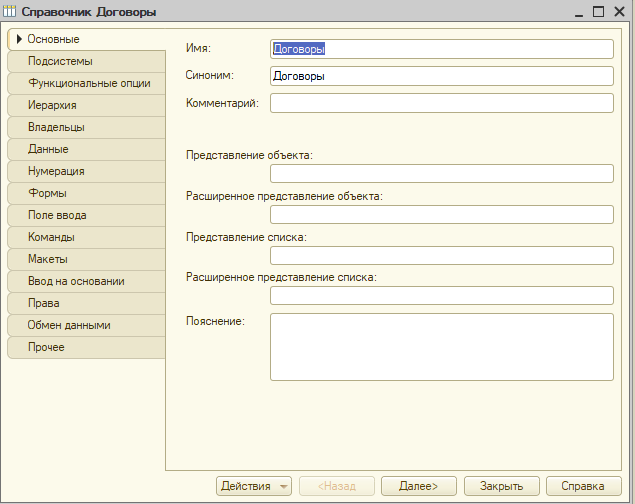 Справочник Договоры
Основные
Подсистемы
Функциональные опции
Иерархия
Владельцы
Данные
Нумерация
Формы
Поле ввода
Команды
Макеты
Ввод на основании
Права
Обмен данными
Прочее
Имя: Договоры
Синоним: Договоры
Комментарий:
Представление объекта:
Расширенное представление объекта:
Представление списка:
Расширенное представление списка:
Пояснение:
Действия <Назад Далее> Закрыть Справка